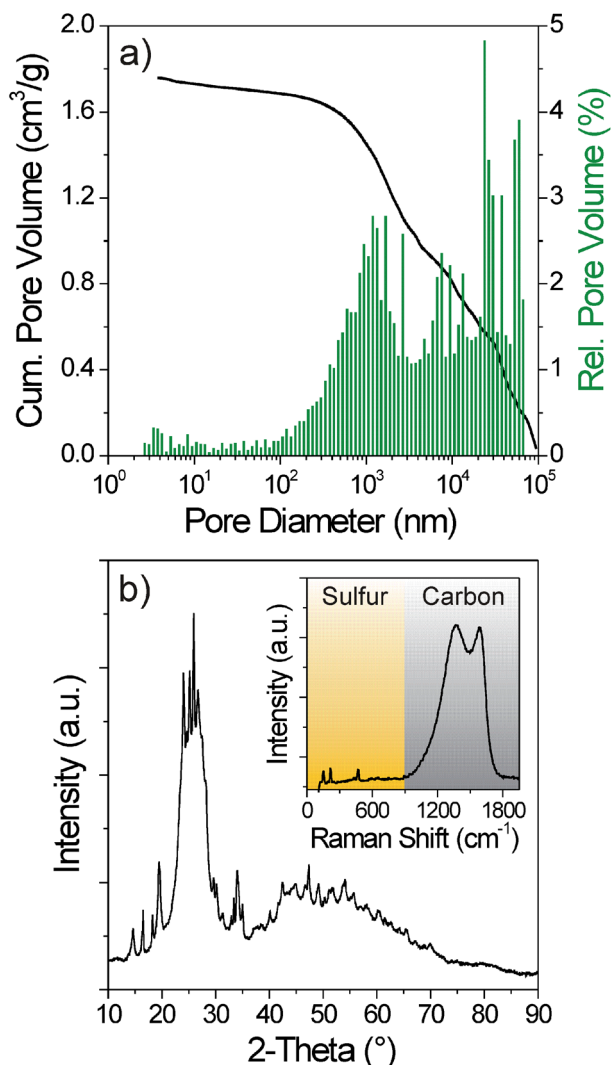 a)
Cum. Pore Volume (cm³/g)
2.0
1.6
1.2
0.8
0.4
0.0
5
4
3
2
1
0
Rel. Pore Volume (%)
10⁰ 10¹ 10² 10³ 10⁴ 10⁵
Pore Diameter (nm)
b)
Intensity (a.u.)
Sulfur Carbon
Intensity (a.u.)
0 600 1200 1800
Raman Shift (cm⁻¹)
10 20 30 40 50 60 70 80 90
2-Theta (°)